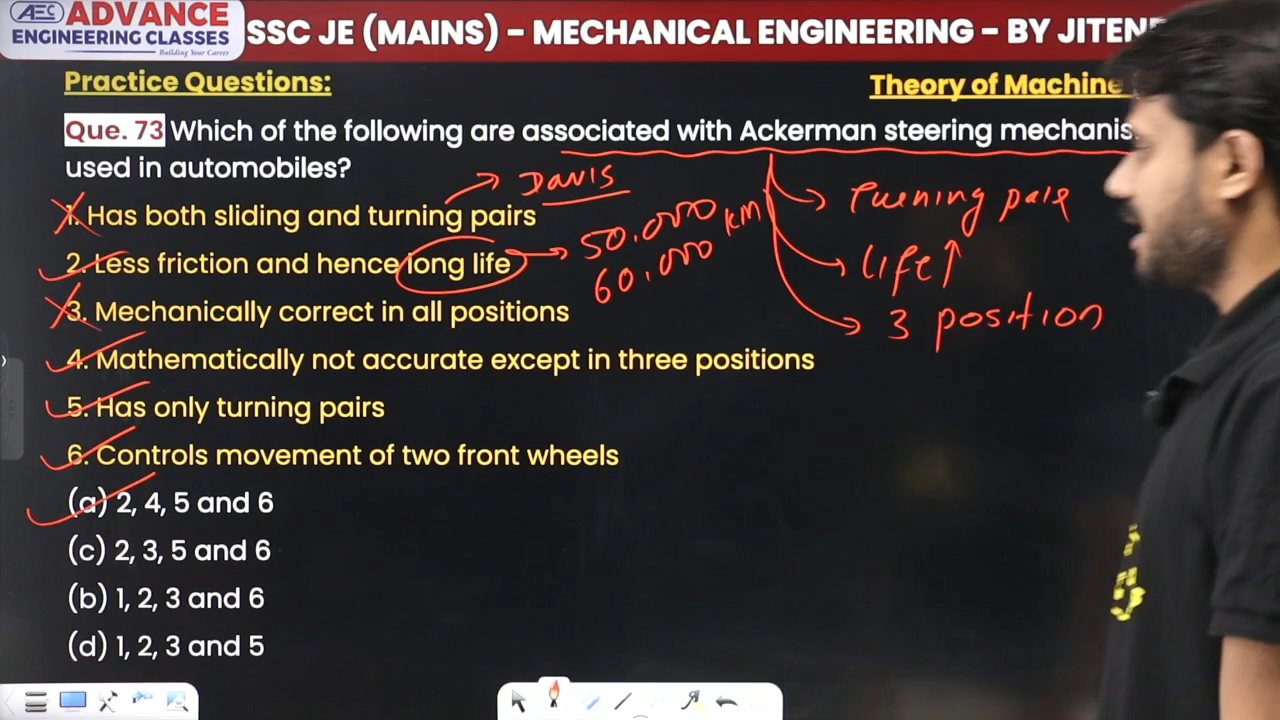 AEC ADVANCE
ENGINEERING CLASSES
Building Your Career
SSC JE (MAINS) – MECHANICAL ENGINEERING – BY JITEN
Practice Questions:
Theory of Machine
Que. 73 Which of the following are associated with Ackerman steering mechanis
used in automobiles?
Davis
Turning pair
1. Has both sliding and turning pairs
50,000 KM
2. Less friction and hence long life
60,000
life↑
3. Mechanically correct in all positions
3 position
4. Mathematically not accurate except in three positions
5. Has only turning pairs
6. Controls movement of two front wheels
(a) 2, 4, 5 and 6
(c) 2, 3, 5 and 6
(b) 1, 2, 3 and 6
(d) 1, 2, 3 and 5